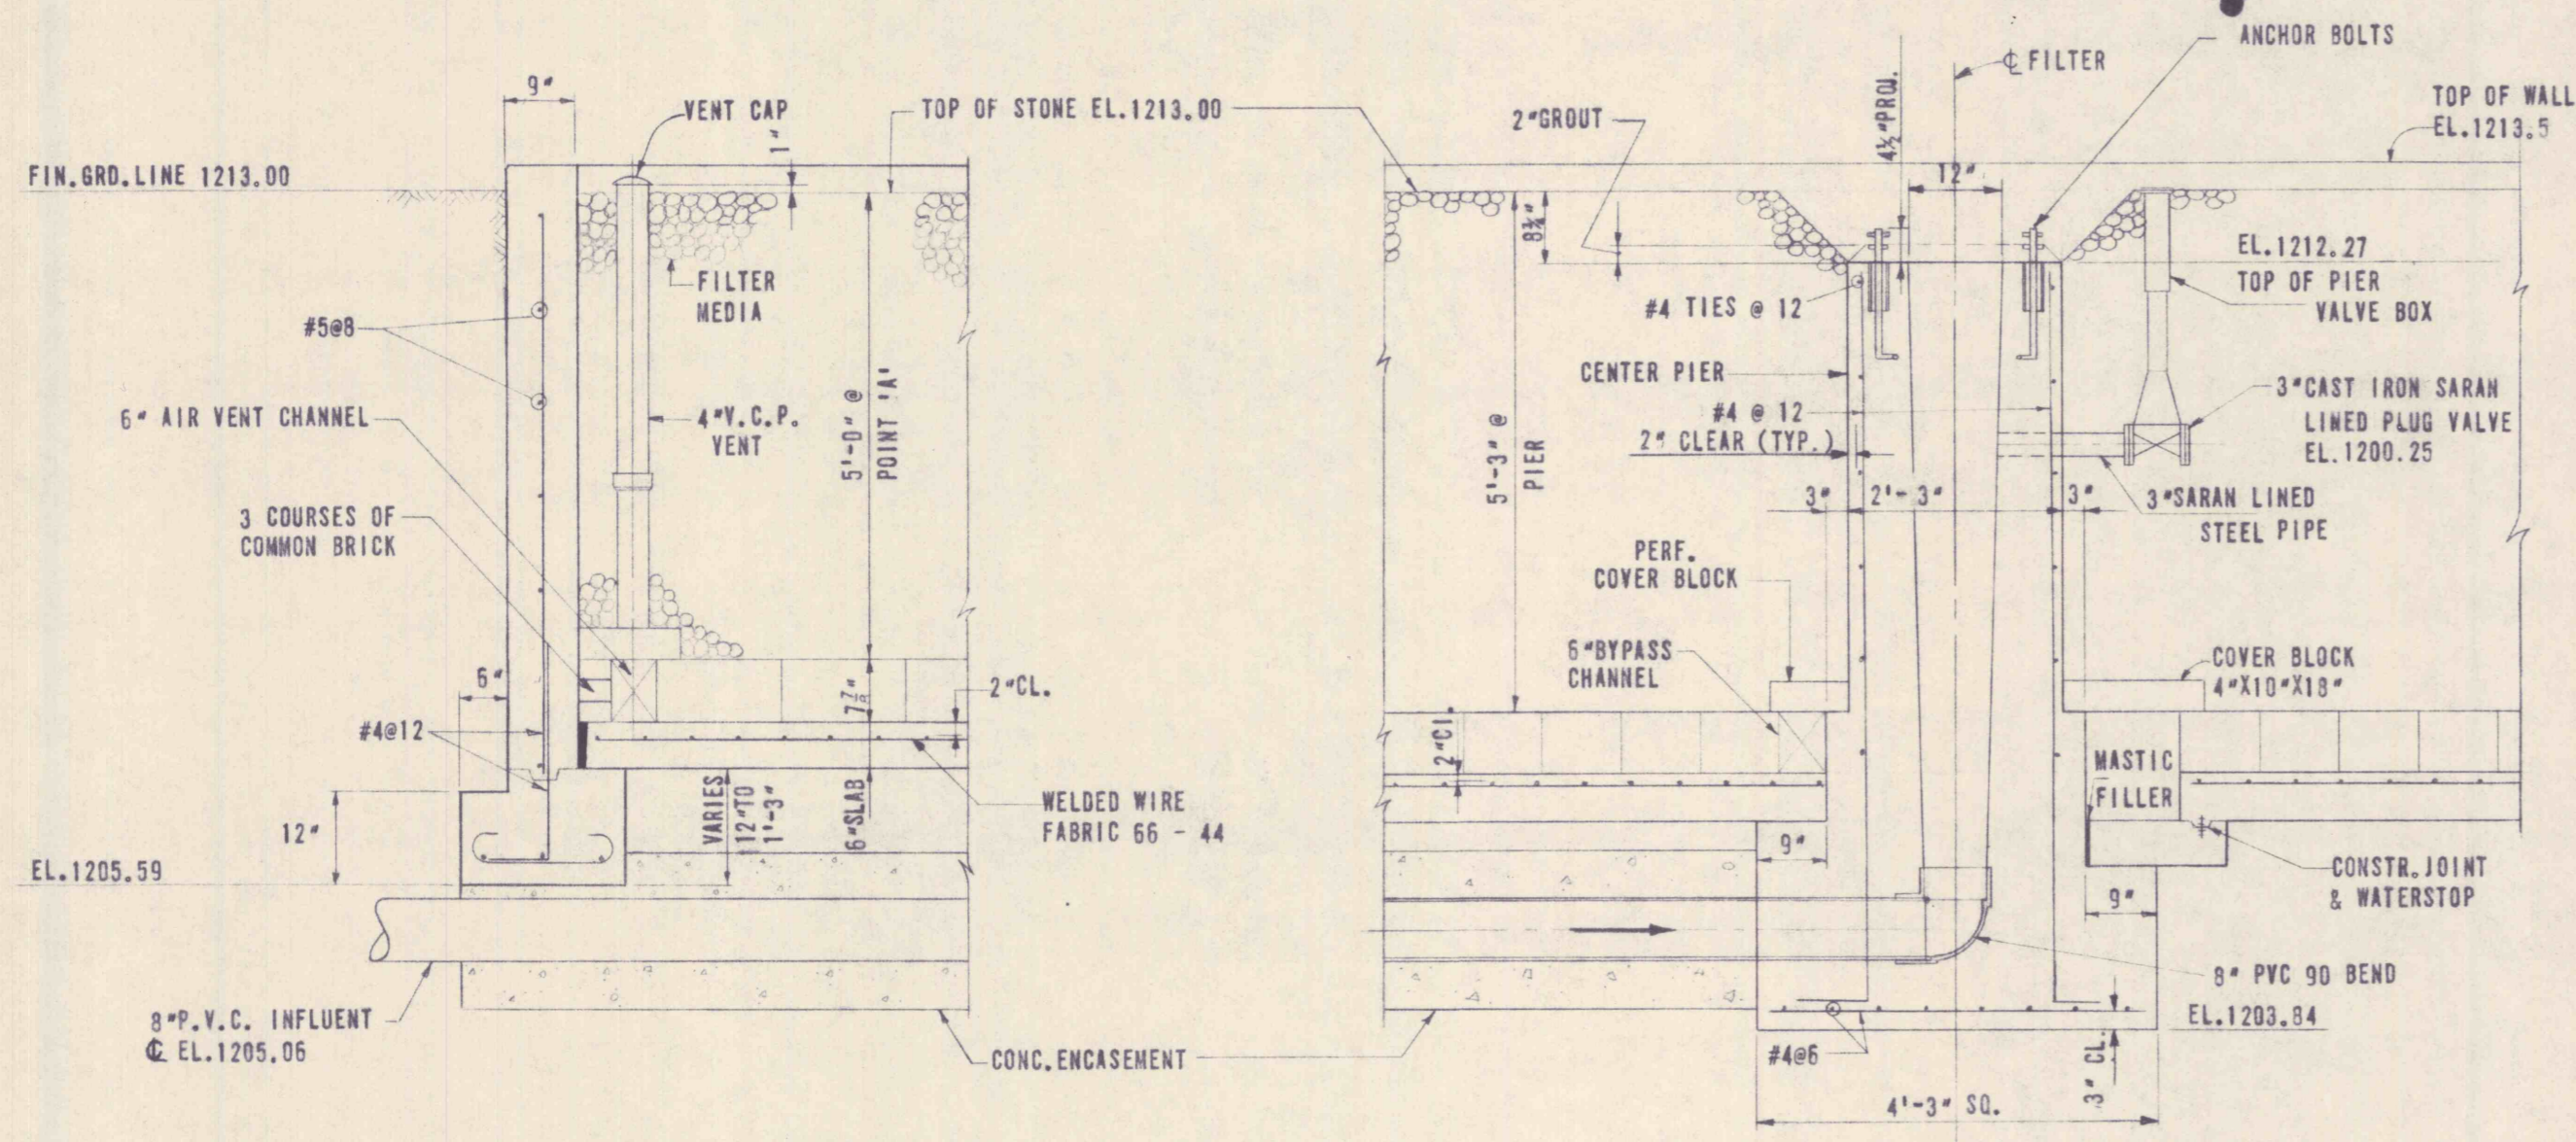 9"
VENT CAP
1"
TOP OF STONE EL.1213.00
FIN.GRD.LINE 1213.00
FILTER
MEDIA
#5@8
6" AIR VENT CHANNEL
4"V.C.P.
VENT
5'-0" @
POINT 'A'
3 COURSES OF
COMMON BRICK
6"
7⅞"
2"CL.
#4@12
VARIES
12"TO
1'-3"
6"SLAB
WELDED WIRE
FABRIC 66 - 44
12"
EL.1205.59
8"P.V.C. INFLUENT
℄ EL.1205.06
CONC.ENCASEMENT
ANCHOR BOLTS
℄ FILTER
4½"PROJ.
2"GROUT
TOP OF WALL
EL.1213.5
12"
8¾"
EL.1212.27
TOP OF PIER
VALVE BOX
#4 TIES @ 12
CENTER PIER
#4 @ 12
2" CLEAR (TYP.)
3"CAST IRON SARAN
LINED PLUG VALVE
EL.1200.25
5'-3" @
PIER
3"
2'-3"
3"
3"SARAN LINED
STEEL PIPE
PERF.
COVER BLOCK
6"BYPASS
CHANNEL
COVER BLOCK
4"X10"X18"
2"Cl.
MASTIC
FILLER
9"
CONSTR.JOINT
& WATERSTOP
9"
8" PVC 90 BEND
EL.1203.84
#4@6
3" CL.
4'-3" SQ.